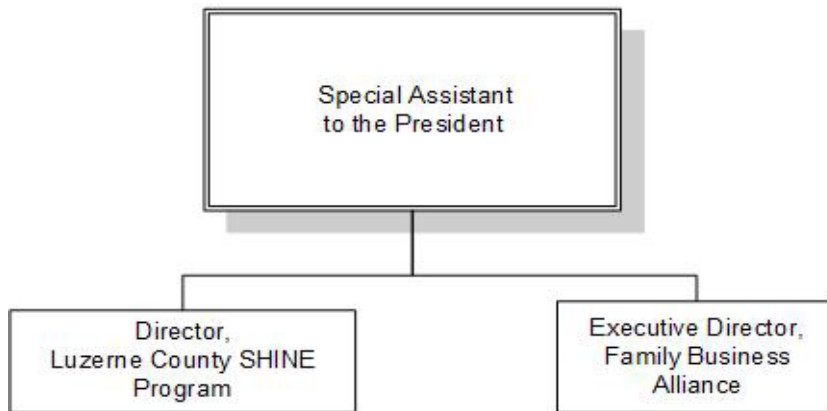 Special Assistant
to the President
Director,
Luzerne County SHINE
Program
Executive Director,
Family Business
Alliance